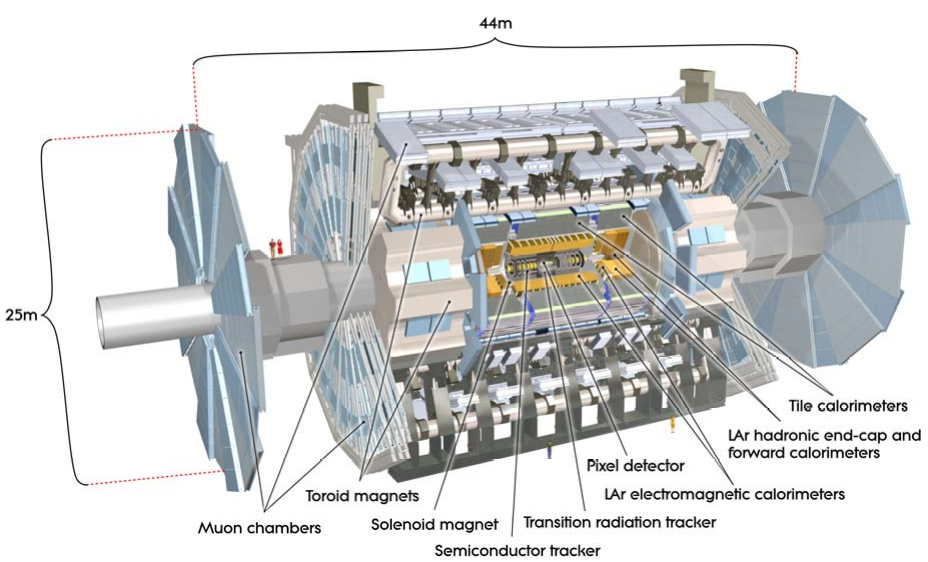 44m
25m
Tile calorimeters
LAr hadronic end-cap and
forward calorimeters
Pixel detector
LAr electromagnetic calorimeters
Toroid magnets
Muon chambers
Solenoid magnet
Transition radiation tracker
Semiconductor tracker